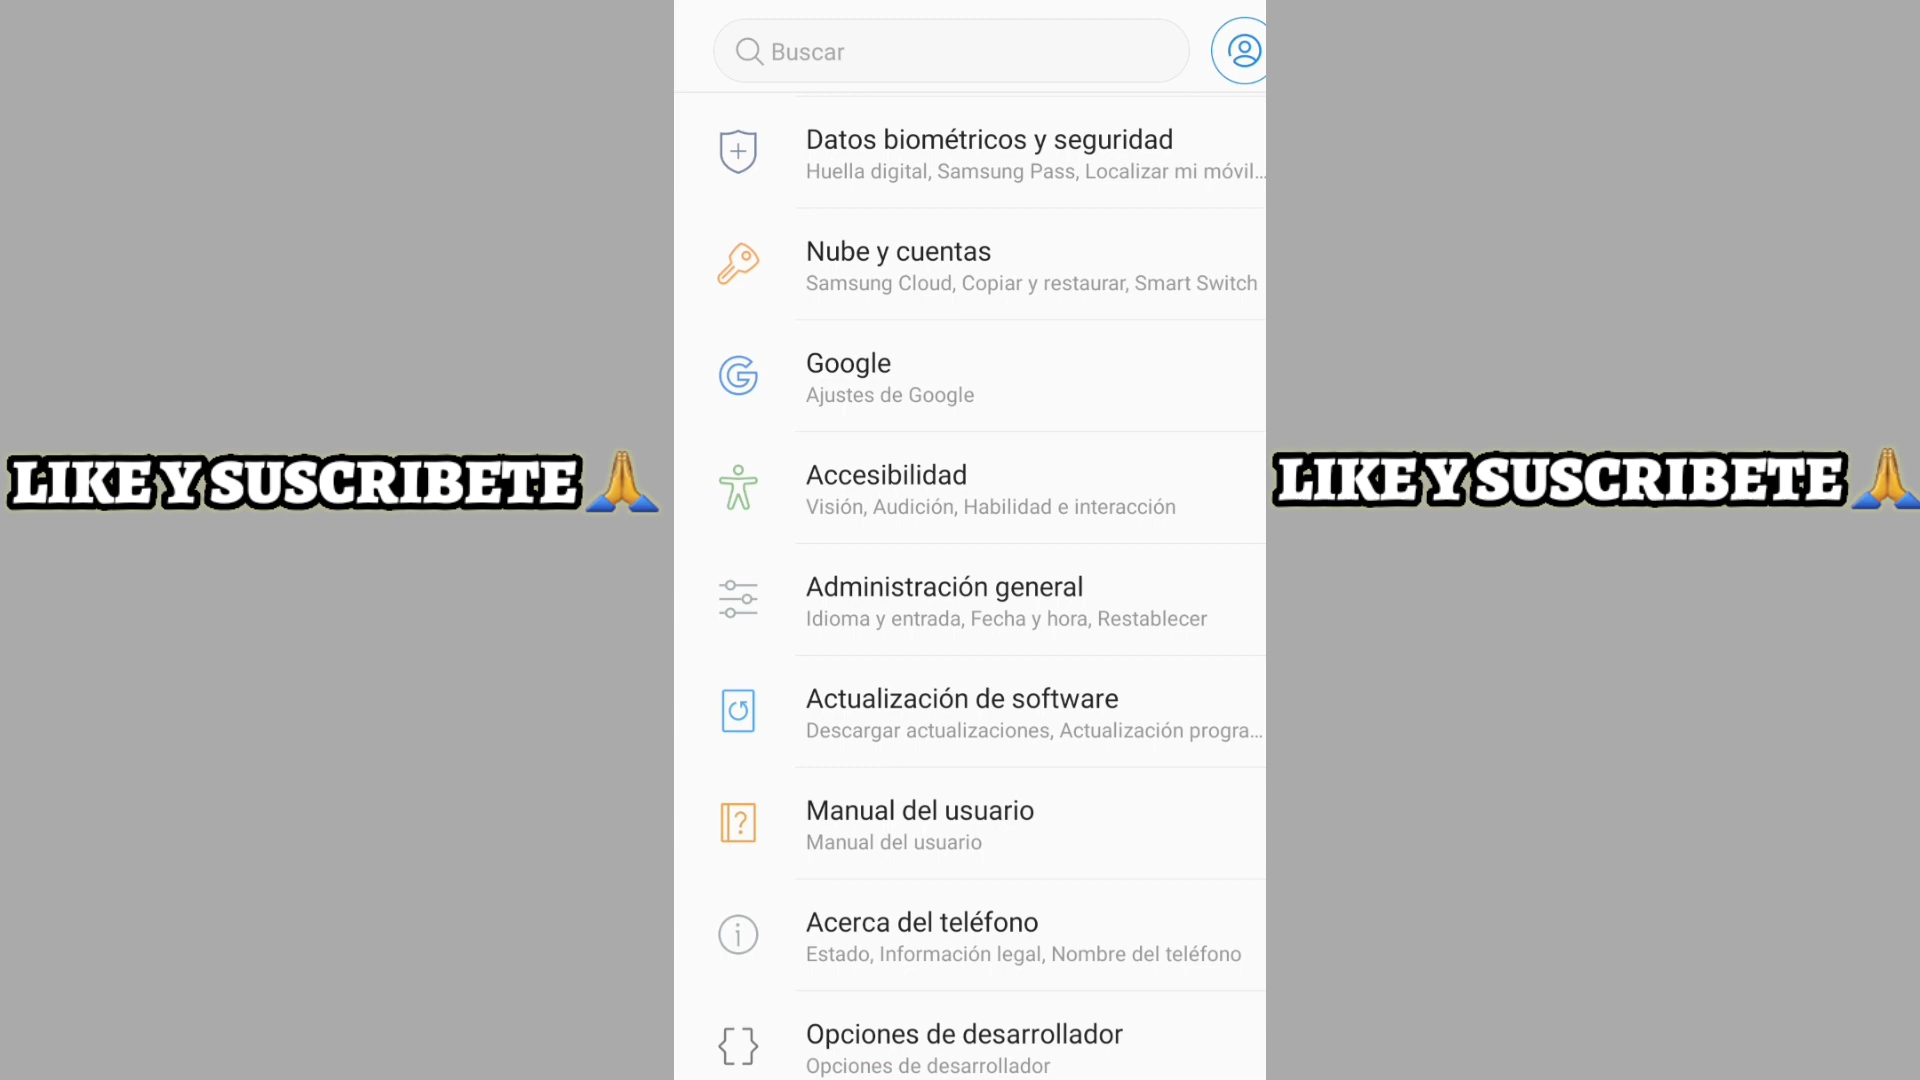 Buscar
Datos biométricos y seguridad
Huella digital, Samsung Pass, Localizar mi móvil...
Nube y cuentas
Samsung Cloud, Copiar y restaurar, Smart Switch
Google
Ajustes de Google
Accesibilidad
Visión, Audición, Habilidad e interacción
LIKE Y SUSCRIBETE 🙏
LIKE Y SUSCRIBETE 🙏
Administración general
Idioma y entrada, Fecha y hora, Restablecer
Actualización de software
Descargar actualizaciones, Actualización progra...
Manual del usuario
Manual del usuario
Acerca del teléfono
Estado, Información legal, Nombre del teléfono
Opciones de desarrollador
Opciones de desarrollador